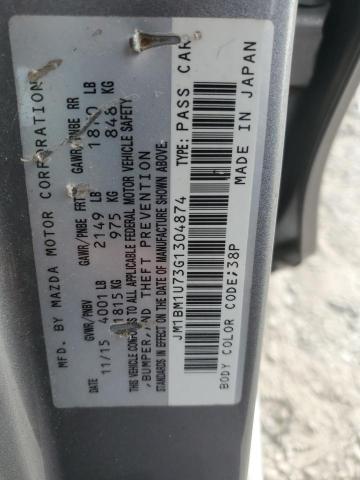 MFD. BY MAZDA MOTOR CORPORATION
DATE GVWR/PNBV GAWR/PNBE FRT GAWR/PNBE RR
11/15 4001 LB 2149 LB LB
1815KG 975 KG 848 KG
THIS VEHICLE CONFORMS TO ALL APPLICABLE FEDERAL MOTOR VEHICLE SAFETY
, BUMPER, AND THEFT PREVENTION
STANDARDS IN EFFECT ON THE DATE OF MANUFACTURE SHOWN ABOVE.
JM1BM1U73G1304874 TYPE: PASS CAR
BODY COLOR CODE;38P MADE IN JAPAN